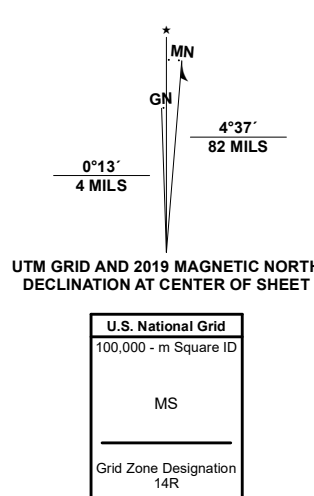 ★
MN
GN
4°37´
82 MILS
0°13´
4 MILS
UTM GRID AND 2019 MAGNETIC NORTH
DECLINATION AT CENTER OF SHEET
U.S. National Grid
100,000 - m Square ID
MS
Grid Zone Designation
14R